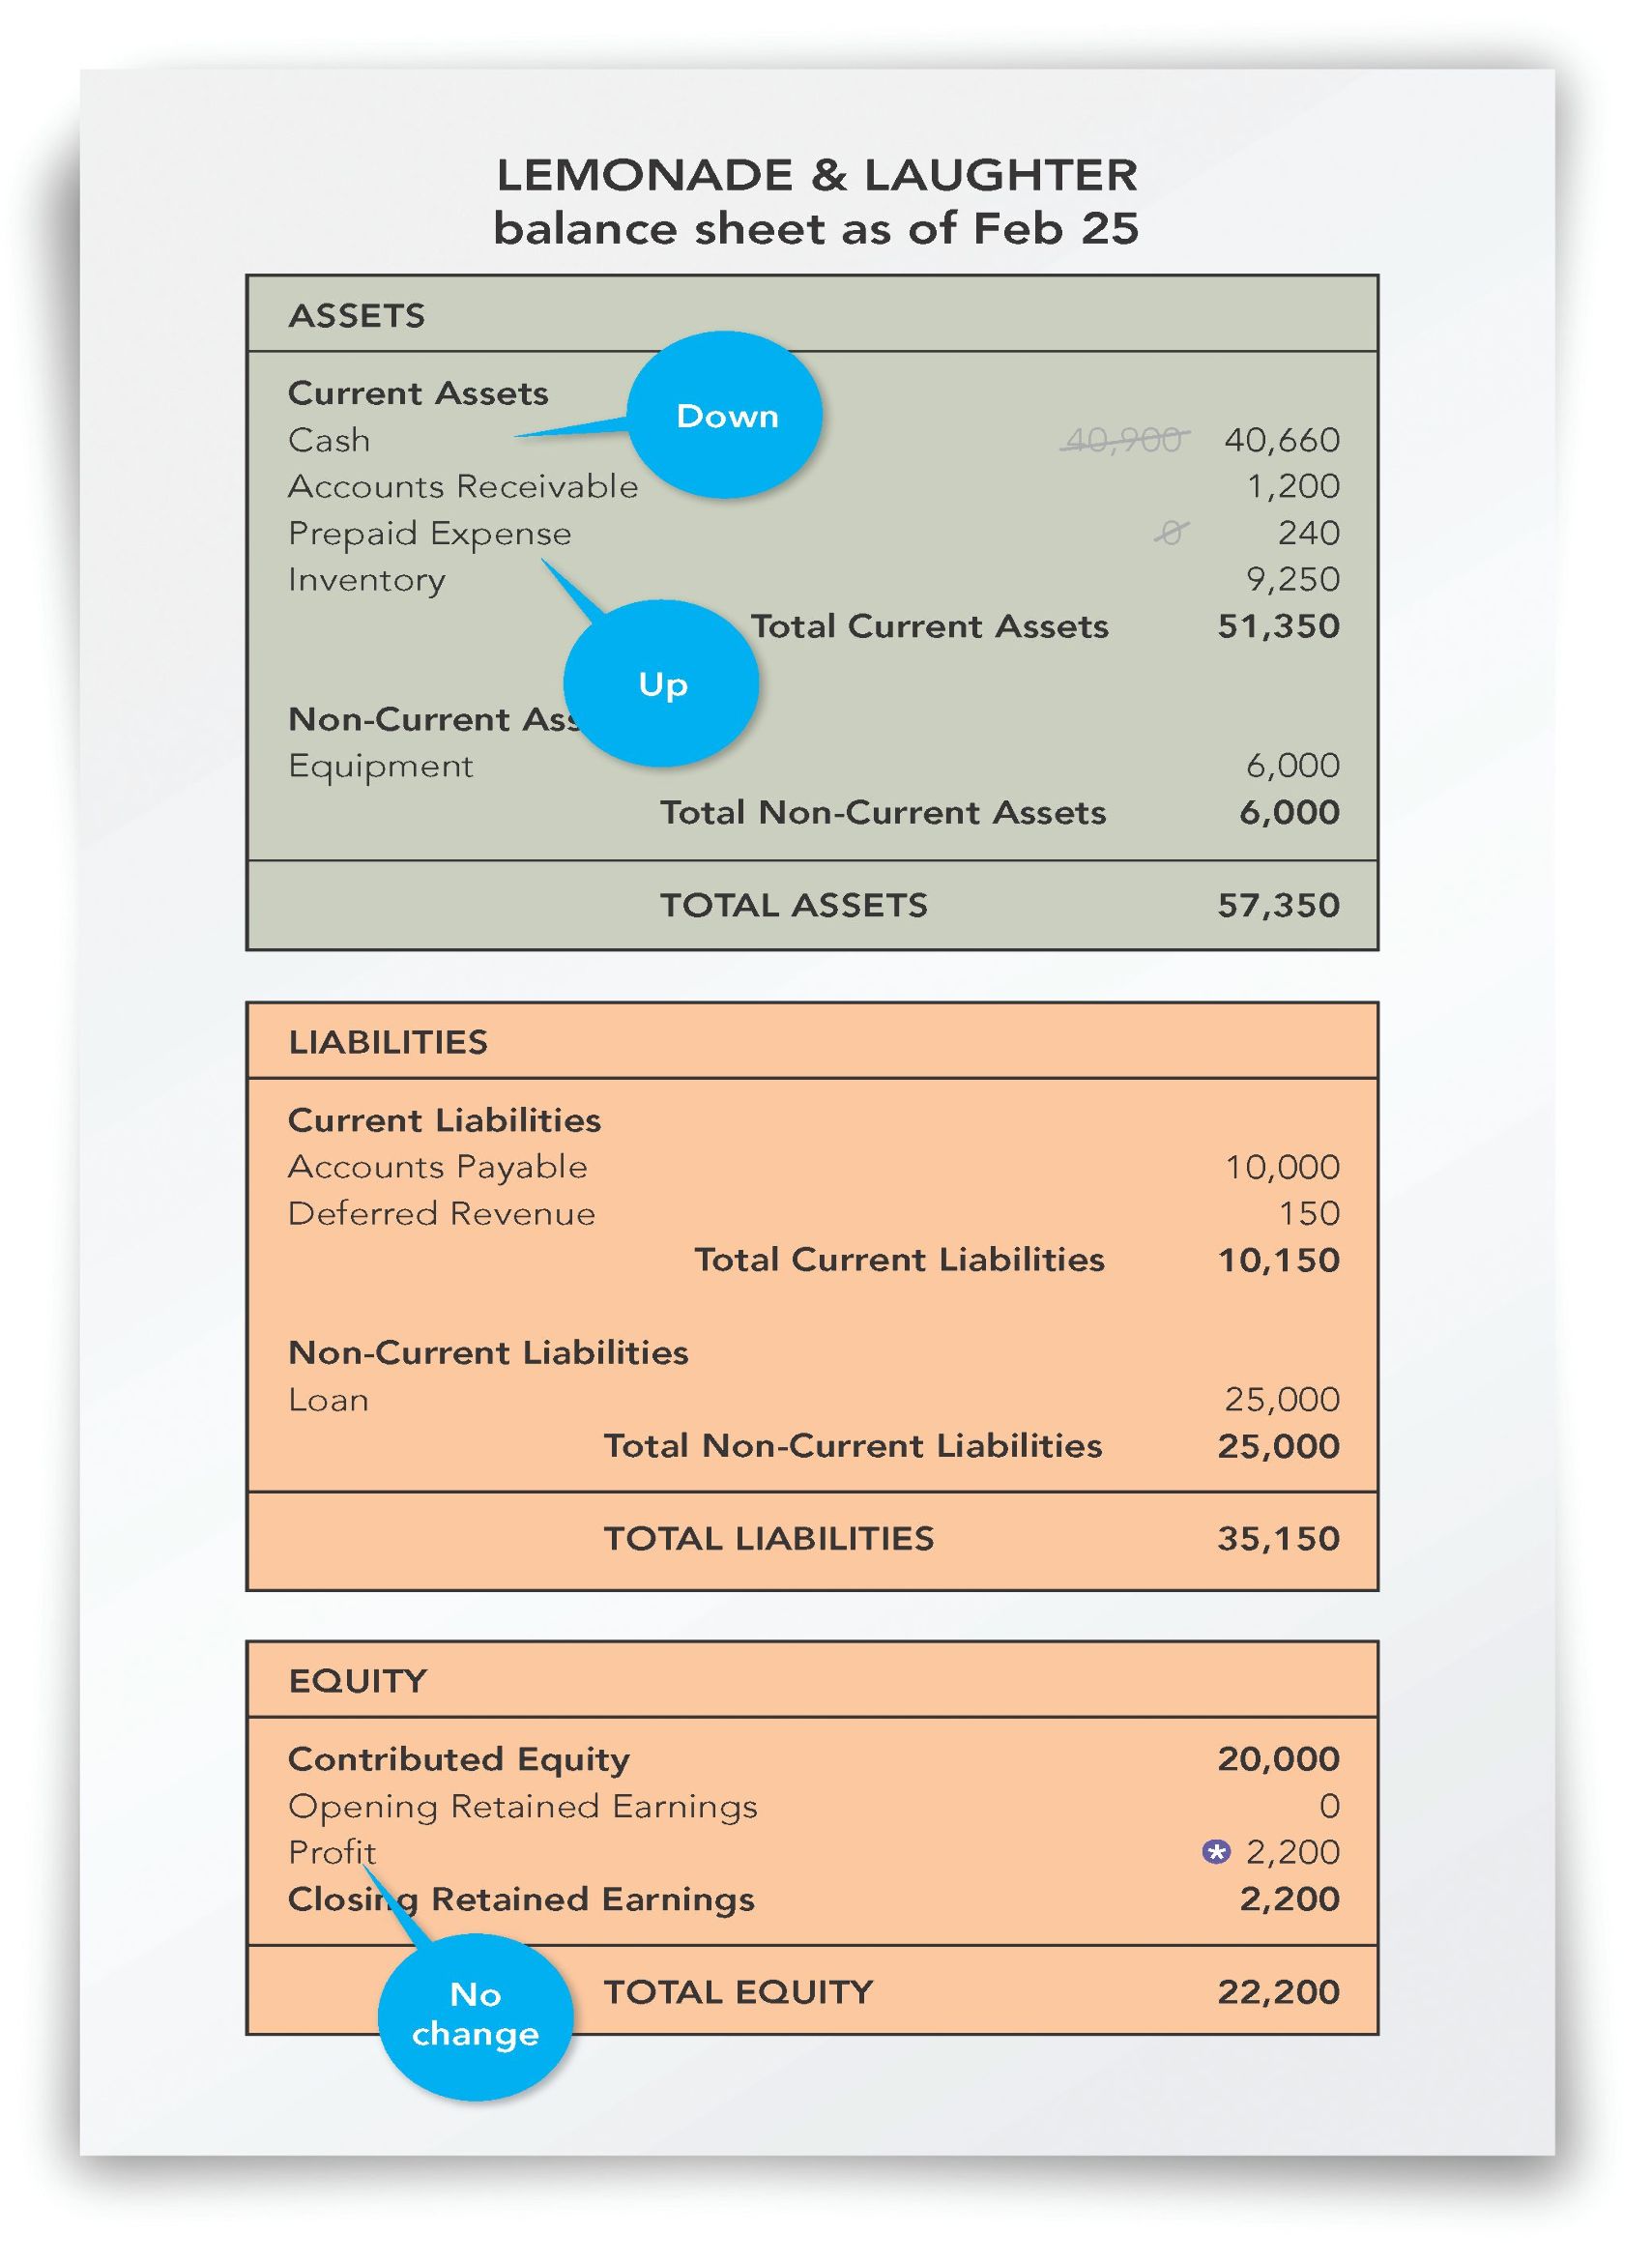 LEMONADE & LAUGHTER
balance sheet as of Feb 25
ASSETS
Current Assets
Down
Cash 40,900 40,660
Accounts Receivable 1,200
Prepaid Expense 0 240
Inventory 9,250
Total Current Assets 51,350
Up
Non-Current
Equipment 6,000
Total Non-Current Assets 6,000
TOTAL ASSETS 57,350
LIABILITIES
Current Liabilities
Accounts Payable 10,000
Deferred Revenue 150
Total Current Liabilities 10,150
Non-Current Liabilities
Loan 25,000
Total Non-Current Liabilities 25,000
TOTAL LIABILITIES 35,150
EQUITY
Contributed Equity 20,000
Opening Retained Earnings 0
Profit * 2,200
Closing Retained Earnings 2,200
TOTAL EQUITY 22,200
No
change